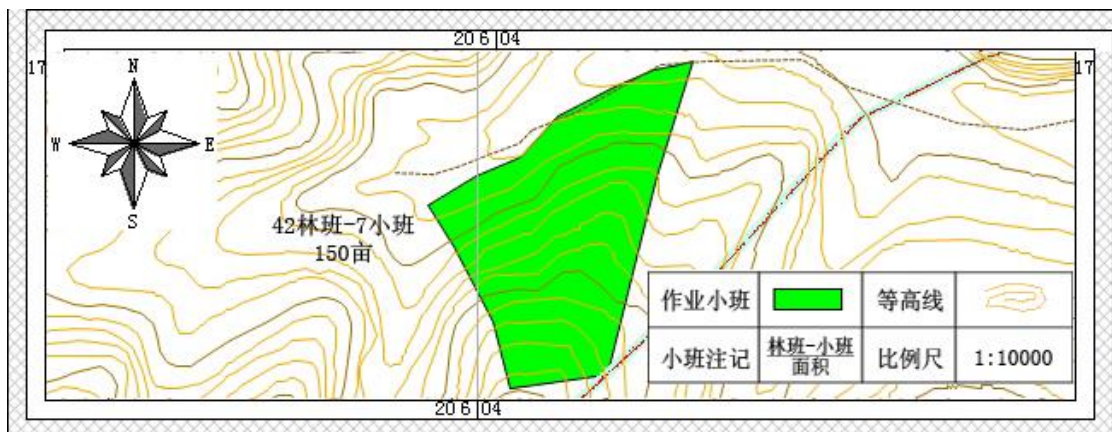 20 6 04
17
17
N
W
E
S
42林班-7小班
150亩
作业小班
等高线
小班注记
林班-小班
面积
比例尺
1:10000
20 6 04